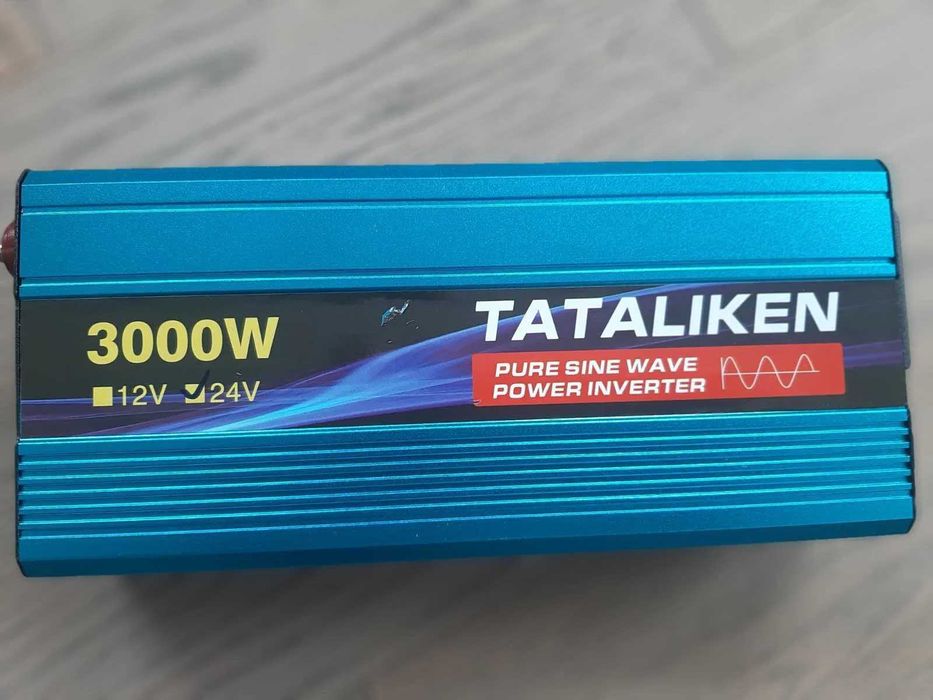 3000W
12V 24V
TATALIKEN
PURE SINE WAVE
POWER INVERTER